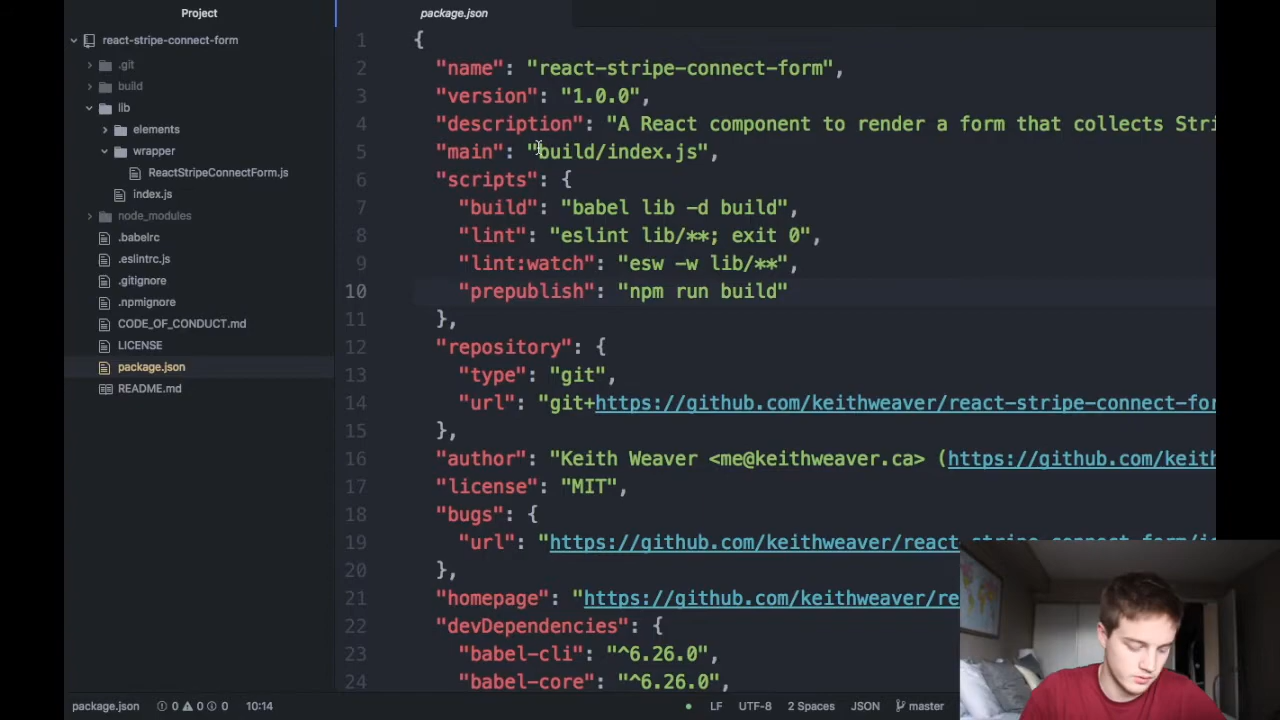 Project
react-stripe-connect-form
.git
build
lib
elements
wrapper
ReactStripeConnectForm.js
index.js
node_modules
.babelrc
.eslintrc.js
.gitignore
.npmignore
CODE_OF_CONDUCT.md
LICENSE
package.json
README.md
package.json
1 {
2 "name": "react-stripe-connect-form",
3 "version": "1.0.0",
4 "description": "A React component to render a form that collects Stri
5 "main": "build/index.js",
6 "scripts": {
7 "build": "babel lib -d build",
8 "lint": "eslint lib/**; exit 0",
9 "lint:watch": "esw -w lib/**",
10 "prepublish": "npm run build"
11 },
12 "repository": {
13 "type": "git",
14 "url": "git+https://github.com/keithweaver/react-stripe-connect-for
15 },
16 "author": "Keith Weaver <me@keithweaver.ca> (https://github.com/keith
17 "license": "MIT",
18 "bugs": {
19 "url": "https://github.com/keithweaver/react-stripe-connect-form/i
20 },
21 "homepage": "https://github.com/keithweaver/re
22 "devDependencies": {
23 "babel-cli": "^6.26.0",
24 "babel-core": "^6.26.0",
package.json 0 0 0 10:14 LF UTF-8 2 Spaces JSON master